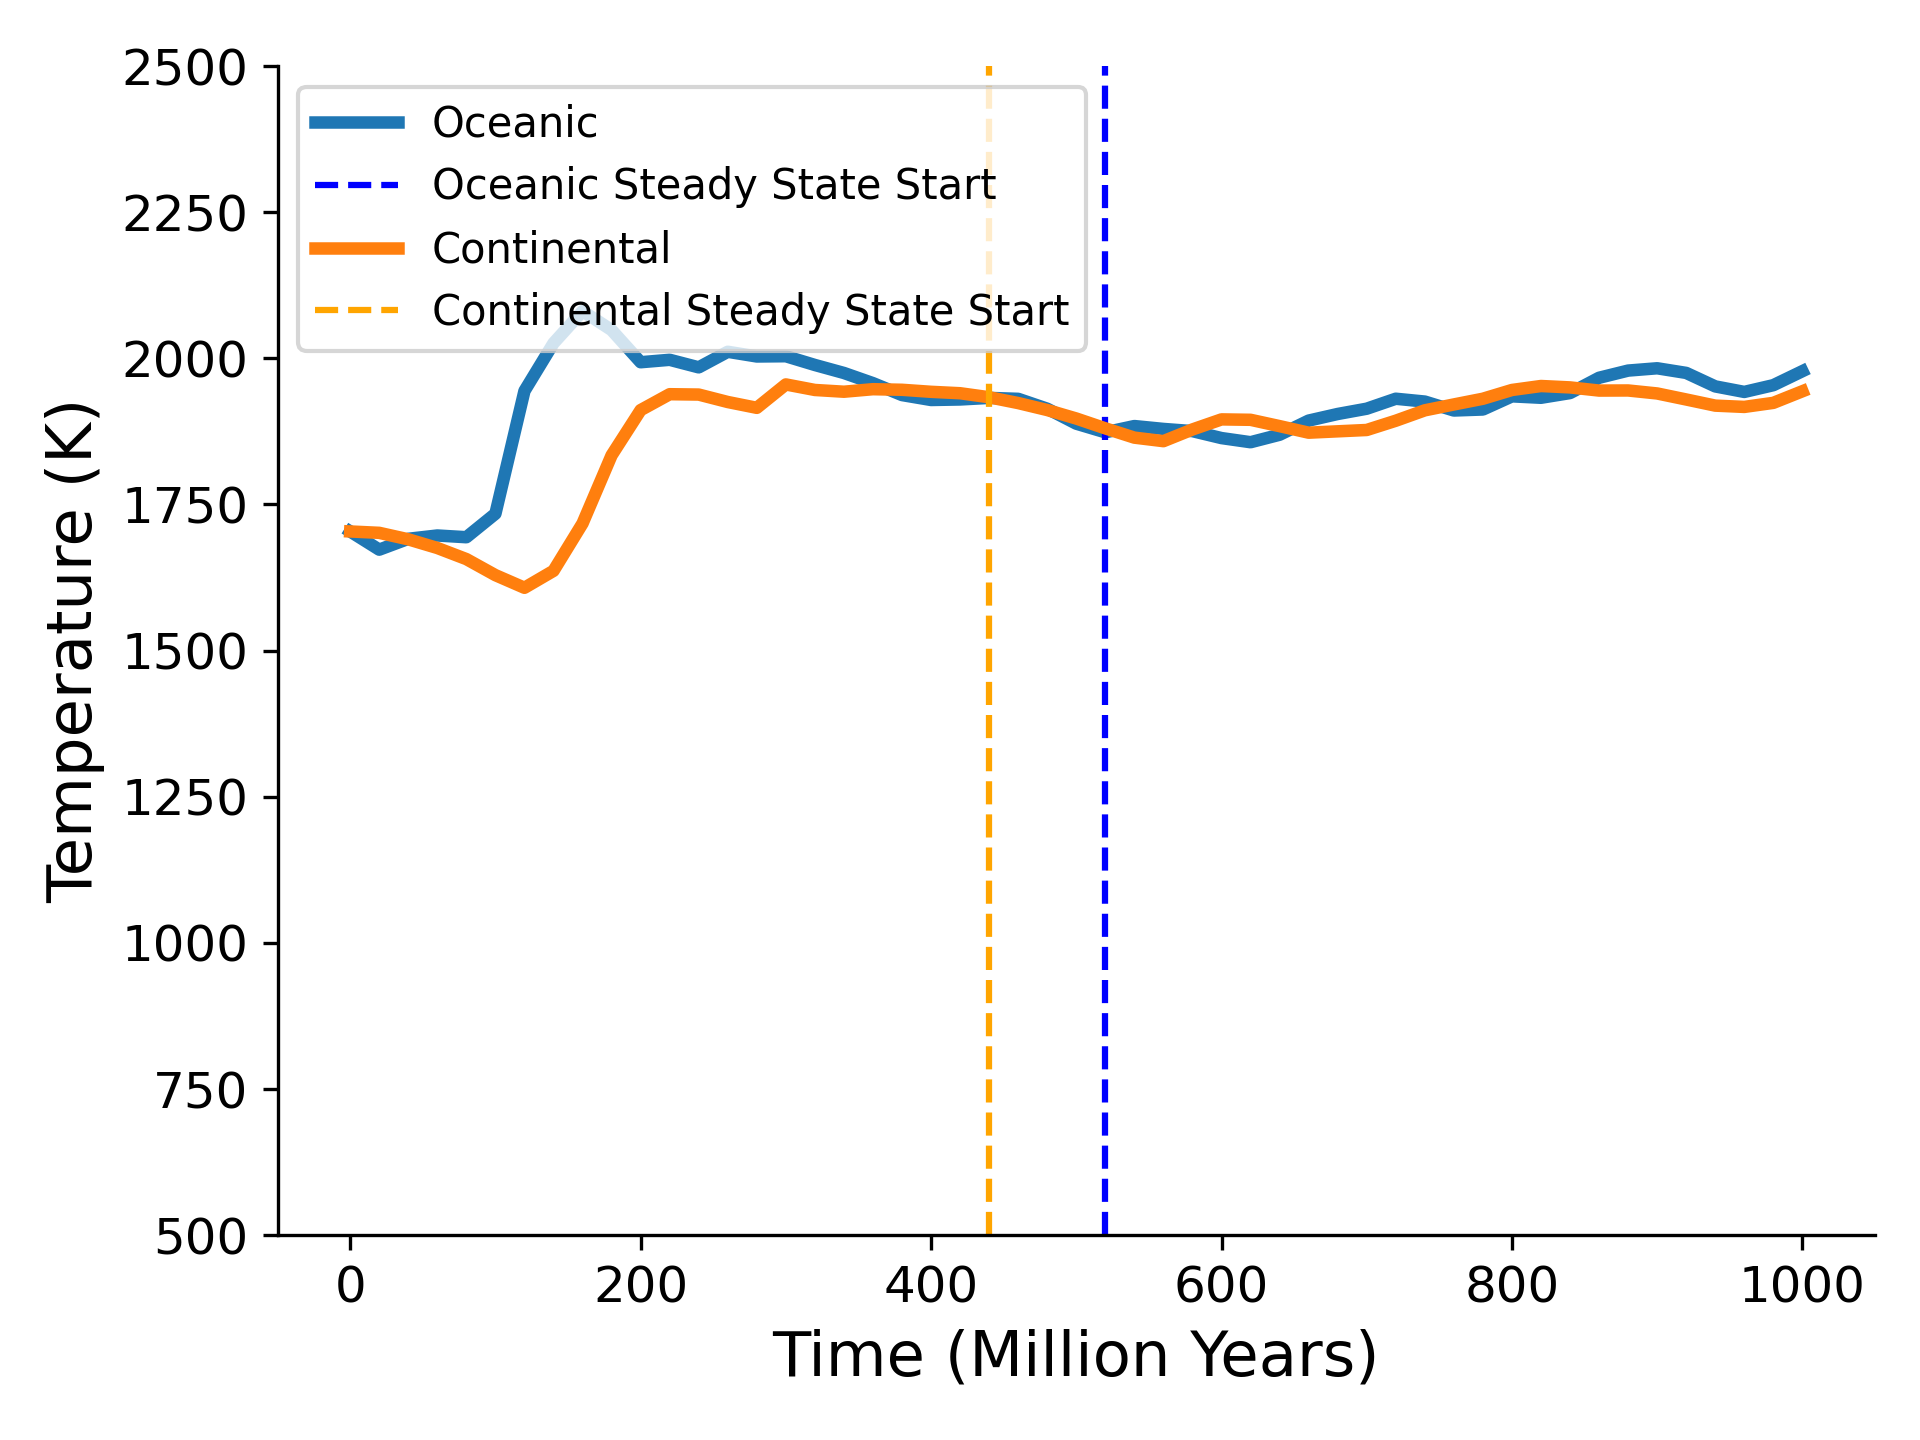 2500
2250
2000
1750
1500
1250
1000
750
500
Temperature (K)
Oceanic
Oceanic Steady State Start
Continental
Continental Steady State Start
0 200 400 600 800 1000
Time (Million Years)